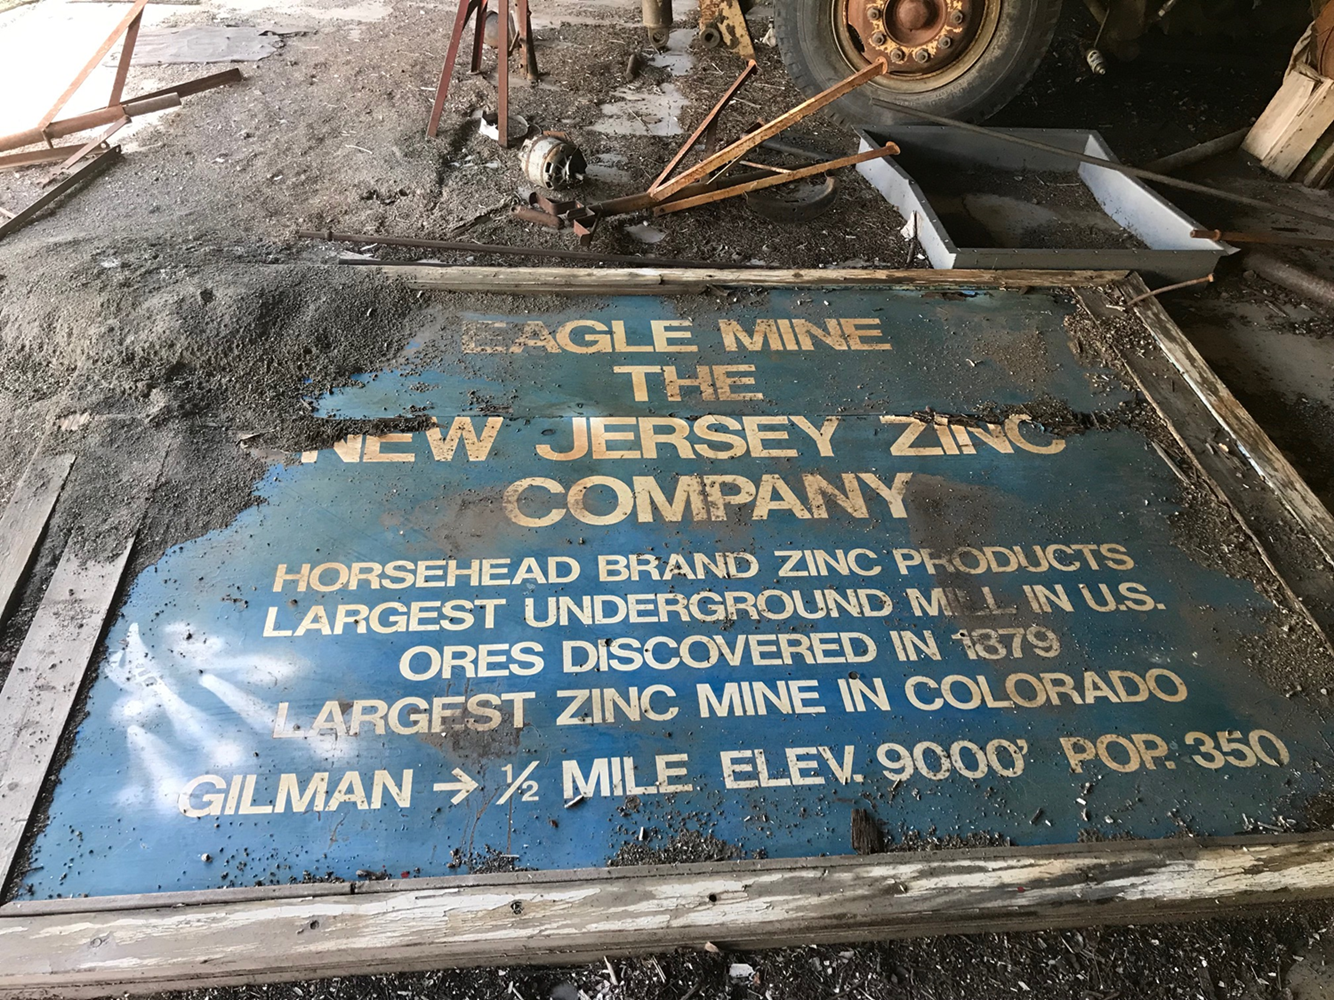 EAGLE MINE
THE
NEW JERSEY ZINC
COMPANY
HORSEHEAD BRAND ZINC PRODUCTS
LARGEST UNDERGROUND MILL IN U.S.
ORES DISCOVERED IN 1879
LARGEST ZINC MINE IN COLORADO
GILMAN → ½ MILE ELEV. 9000' POP. 350